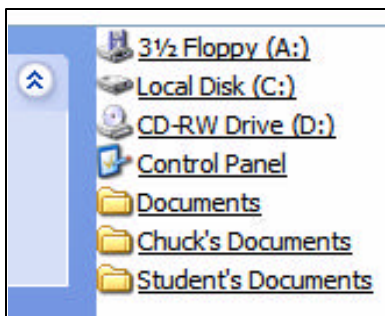 3½ Floppy (A:)
Local Disk (C:)
CD-RW Drive (D:)
Control Panel
Documents
Chuck's Documents
Student's Documents